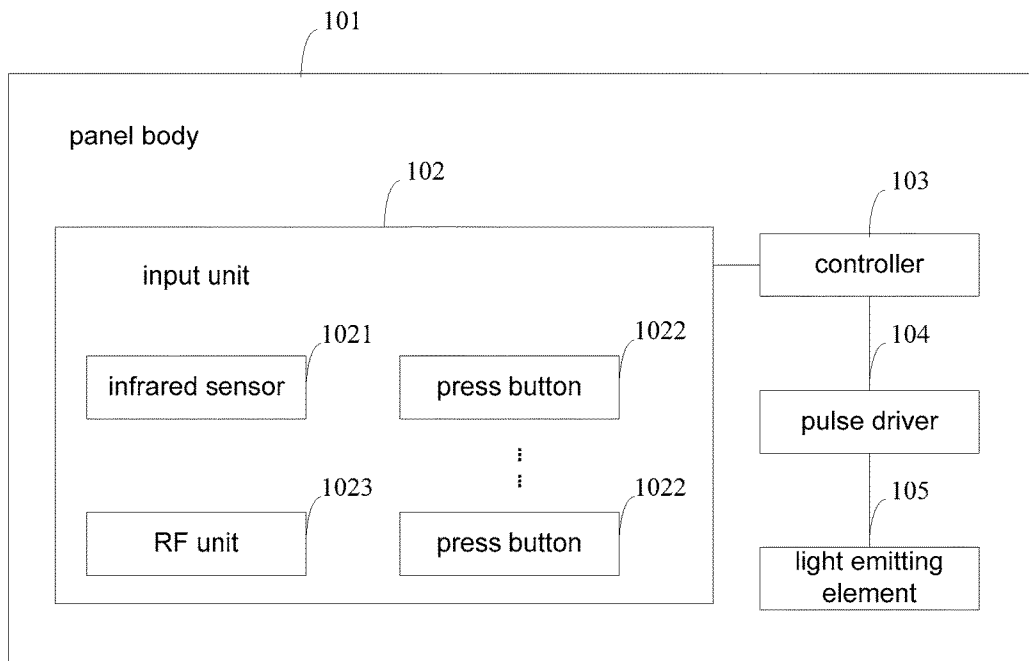 101
panel body
102
103
input unit
controller
1021
1022
104
infrared sensor
press button
pulse driver
1023
1022
105
RF unit
press button
light emitting
element